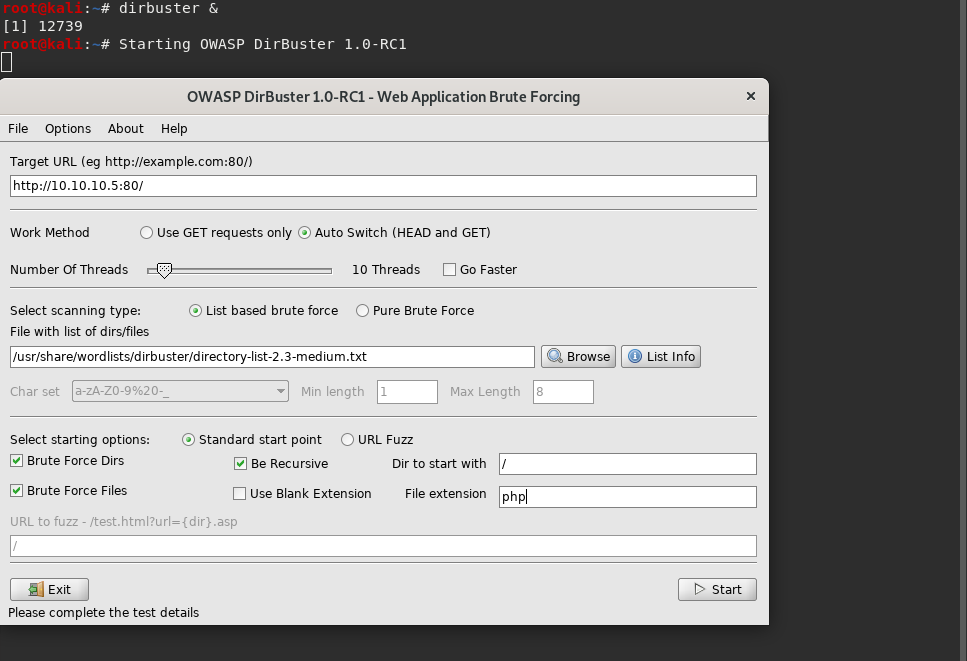 root@kali:~# dirbuster &
[1] 12739
root@kali:~# Starting OWASP DirBuster 1.0-RC1
OWASP DirBuster 1.0-RC1 - Web Application Brute Forcing ×
File Options About Help
Target URL (eg http://example.com:80/)
http://10.10.10.5:80/
Work Method Use GET requests only Auto Switch (HEAD and GET)
Number Of Threads 10 Threads Go Faster
Select scanning type: List based brute force Pure Brute Force
File with list of dirs/files
/usr/share/wordlists/dirbuster/directory-list-2.3-medium.txt Browse List Info
Char set a-zA-Z0-9%20-_ Min length 1 Max Length 8
Select starting options: Standard start point URL Fuzz
Brute Force Dirs Be Recursive Dir to start with /
Brute Force Files Use Blank Extension File extension php
URL to fuzz - /test.html?url={dir}.asp
/
Exit Start
Please complete the test details